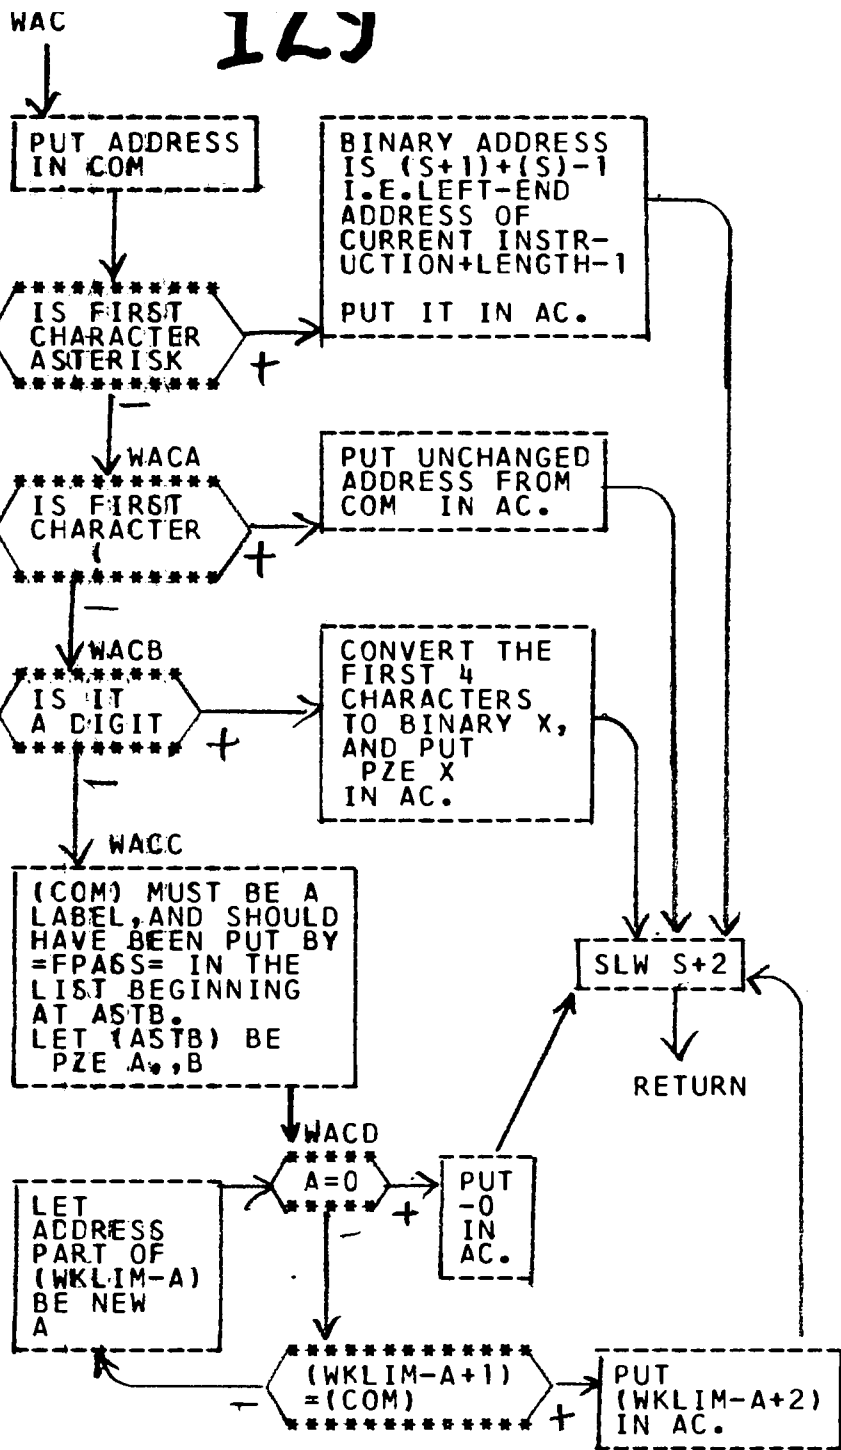 WAC
129
PUT ADDRESS
IN COM
BINARY ADDRESS
IS (S+1)+(S)-1
I.E.LEFT-END
ADDRESS OF
CURRENT INSTR-
UCTION+LENGTH-1
PUT IT IN AC.
***********
IS FIRST
CHARACTER
ASTERISK
***********
+
-
WACA
***********
IS FIRST
CHARACTER
(
***********
+
-
PUT UNCHANGED
ADDRESS FROM
COM IN AC.
WACB
*********
IS IT
A DIGIT
*********
+
-
CONVERT THE
FIRST 4
CHARACTERS
TO BINARY X,
AND PUT
PZE X
IN AC.
WACC
(COM) MUST BE A
LABEL,AND SHOULD
HAVE BEEN PUT BY
=FPASS= IN THE
LIST BEGINNING
AT ASTB.
LET (ASTB) BE
PZE A,,B
SLW S+2
RETURN
WACD
*****
A=0
*****
+
-
PUT
-0
IN
AC.
LET
ADDRESS
PART OF
(WKLIM-A)
BE NEW
A
*************
(WKLIM-A+1)
=(COM)
*************
-
+
PUT
(WKLIM-A+2)
IN AC.